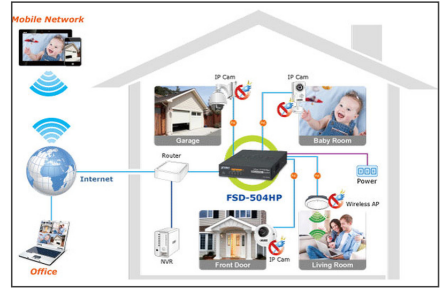 Mobile Network
IP Cam
IP Cam
Garage
Baby Room
Router
Internet
FSD-504HP
Power
Wireless AP
Office
NVR
Front Door
IP Cam
Living Room